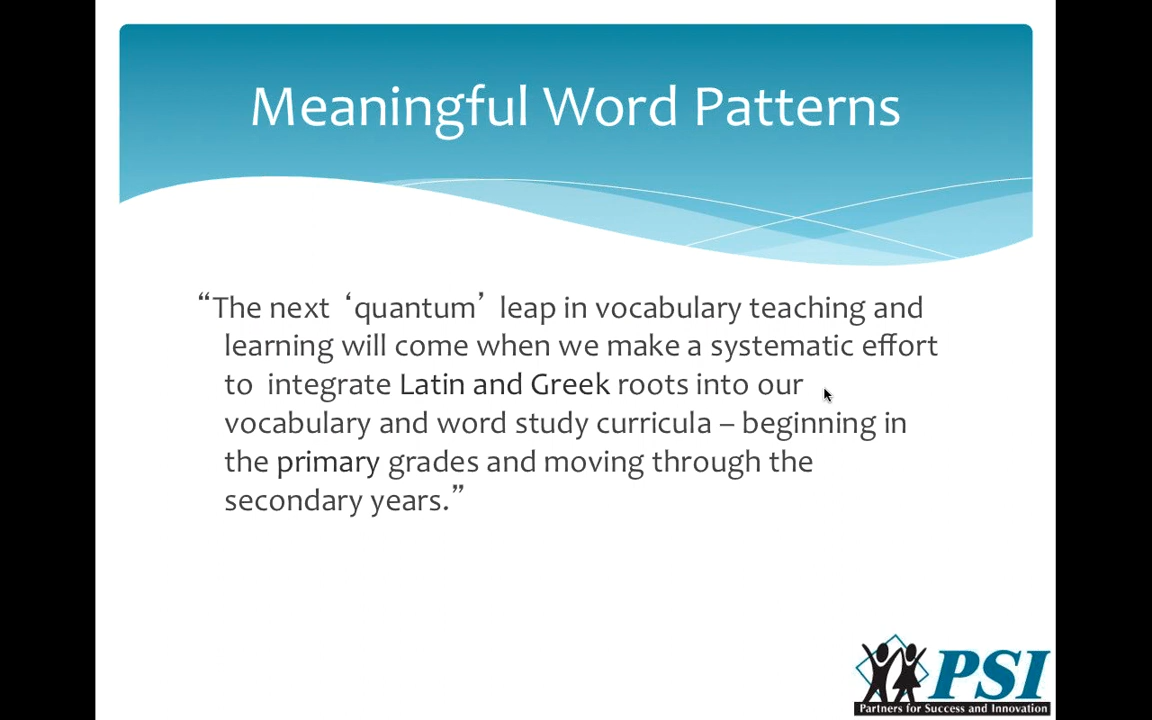 Meaningful Word Patterns
“The next ‘quantum’ leap in vocabulary teaching and
learning will come when we make a systematic effort
to integrate Latin and Greek roots into our
vocabulary and word study curricula – beginning in
the primary grades and moving through the
secondary years.”
PSI
Partners for Success and Innovation